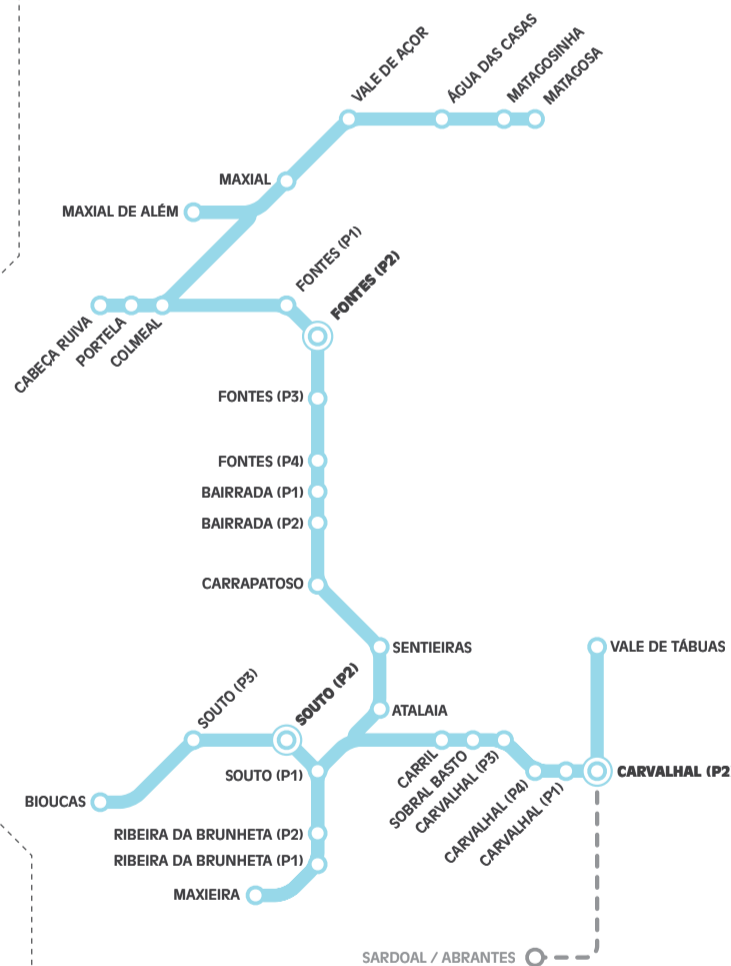 VALE DE AÇOR
ÁGUA DAS CASAS
MATAGOSINHA
MATAGOSA
MAXIAL
MAXIAL DE ALÉM
FONTES (P1)
FONTES (P2)
CABEÇA RUIVA
PORTELA
COLMEAL
FONTES (P3)
FONTES (P4)
BAIRRADA (P1)
BAIRRADA (P2)
CARRAPATOSO
SENTIEIRAS
VALE DE TÁBUAS
SOUTO (P3)
SOUTO (P2)
ATALAIA
SOUTO (P1)
CARRIL
SOBRAL BASTO
CARVALHAL (P3)
CARVALHAL (P4)
CARVALHAL (P1)
CARVALHAL (P2
BIOUCAS
RIBEIRA DA BRUNHETA (P2)
RIBEIRA DA BRUNHETA (P1)
MAXIEIRA
SARDOAL / ABRANTES